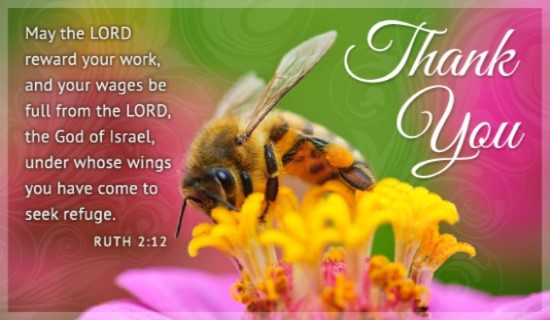 May the LORD
reward your work,
and your wages be
full from the LORD,
the God of Israel,
under whose wings
you have come to
seek refuge.
RUTH 2:12
Thank
You